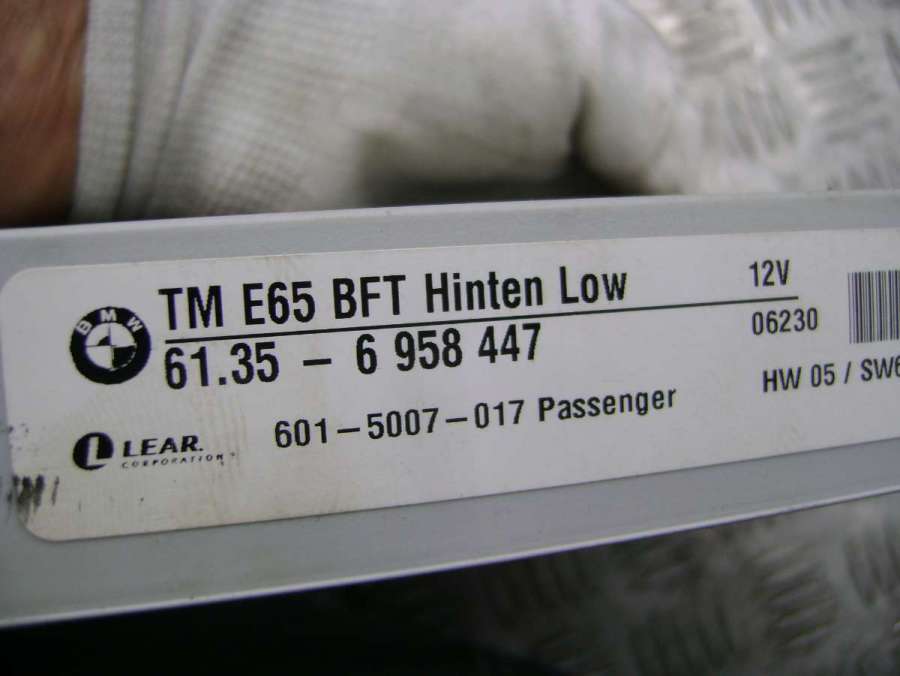 BMW
TM E65 BFT Hinten Low 12V
61.35 – 6 958 447 06230
601–5007–017 Passenger HW 05 / SW6
LEAR.
CORPORATION